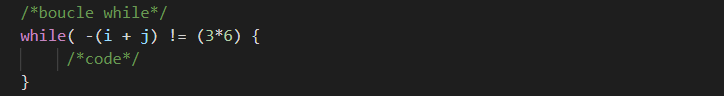 /*boucle while*/
while( -(i + j) != (3*6) {
/*code*/
}